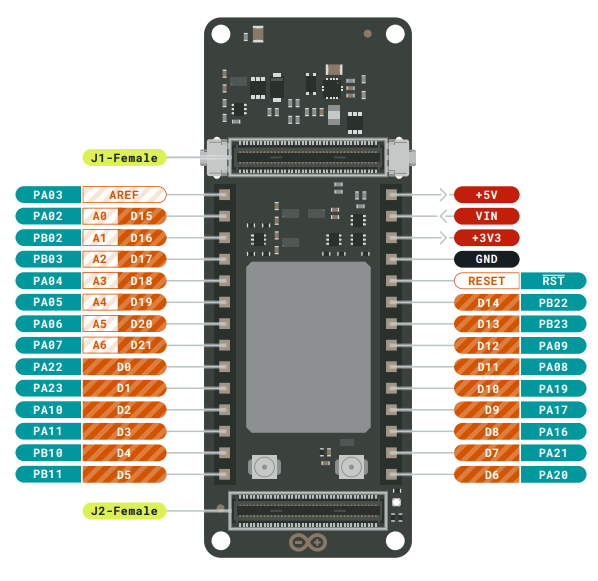 J1-Female
PA03 AREF +5V
PA02 A0 D15 VIN
PB02 A1 D16 +3V3
PB03 A2 D17 GND
PA04 A3 D18 RESET RST
PA05 A4 D19 D14 PB22
PA06 A5 D20 D13 PB23
PA07 A6 D21 D12 PA09
PA22 D0 D11 PA08
PA23 D1 D10 PA19
PA10 D2 D9 PA17
PA11 D3 D8 PA16
PB10 D4 D7 PA21
PB11 D5 D6 PA20
J2-Female